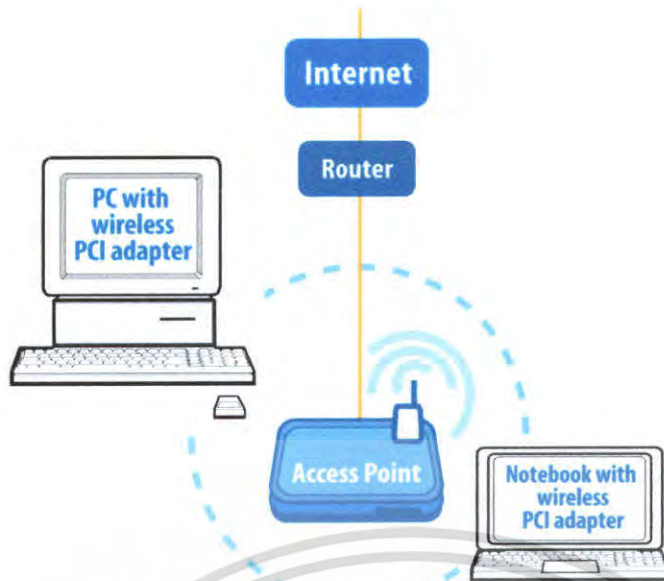 Internet
Router
PC with
wireless
PCI adapter
Access Point
Notebook with
wireless
PCI adapter